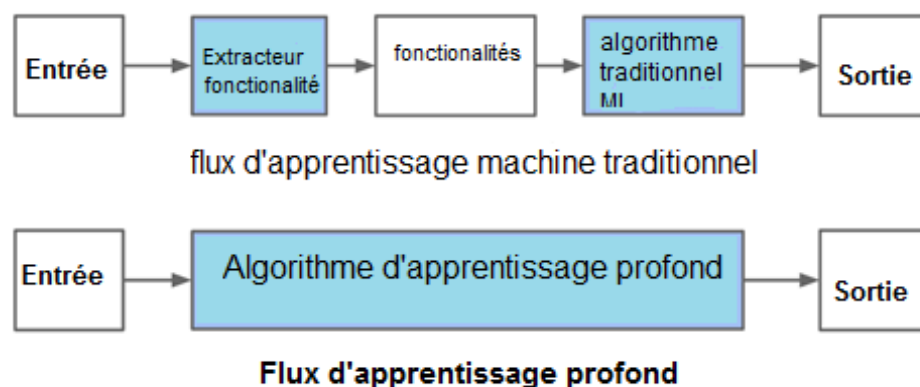 Entrée
Extracteur
fonctionalité
fonctionalités
algorithme
traditionnel
ML
Sortie
flux d'apprentissage machine traditionnel
Entrée
Algorithme d'apprentissage profond
Sortie
Flux d'apprentissage profond